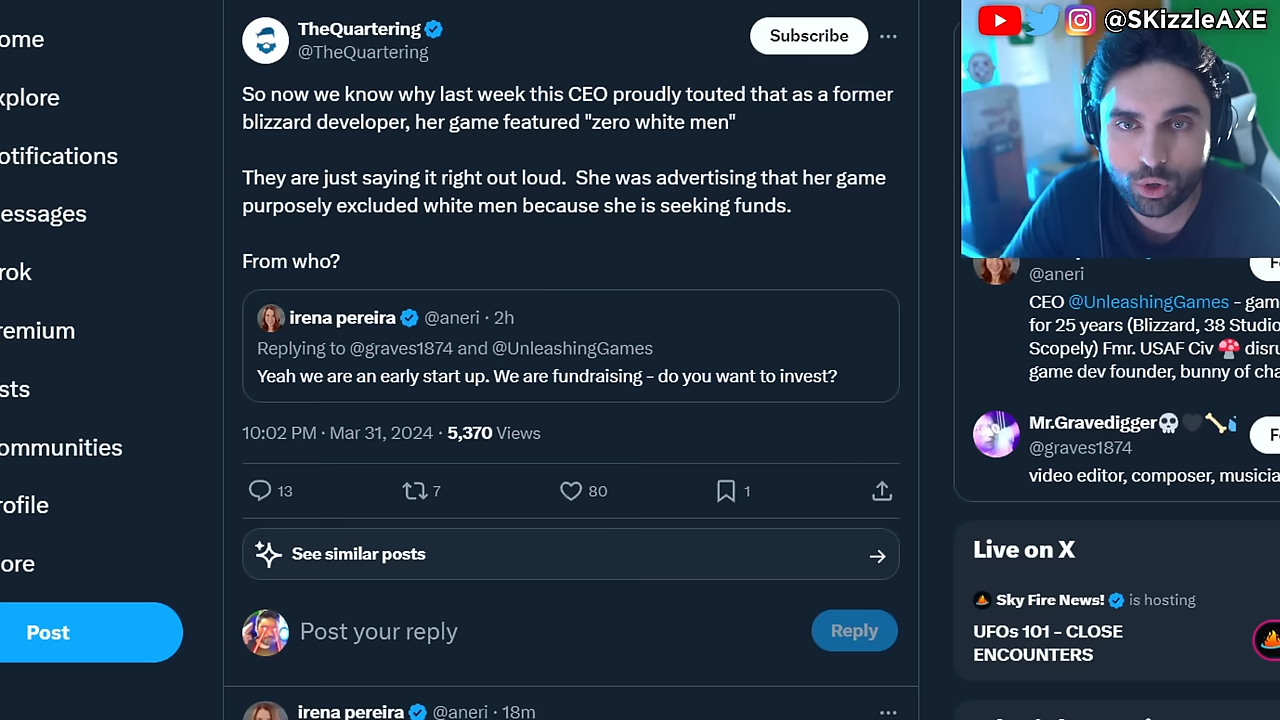 ome
xplore
otifications
essages
rok
remium
sts
ommunities
rofile
ore
Post
TheQuartering
@TheQuartering
Subscribe
So now we know why last week this CEO proudly touted that as a former
blizzard developer, her game featured "zero white men"
They are just saying it right out loud. She was advertising that her game
purposely excluded white men because she is seeking funds.
From who?
irena pereira @aneri · 2h
Replying to @graves1874 and @UnleashingGames
Yeah we are an early start up. We are fundraising - do you want to invest?
10:02 PM · Mar 31, 2024 · 5,370 Views
13 7 80 1
See similar posts
Post your reply
Reply
irena pereira @aneri · 18m
@SKizzleAXE
@aneri
CEO @UnleashingGames - gam
for 25 years (Blizzard, 38 Studio
Scopely) Fmr. USAF Civ 🍄 disru
game dev founder, bunny of cha
Mr.Gravedigger💀🖤🦴
@graves1874
video editor, composer, musicia
Live on X
Sky Fire News! is hosting
UFOs 101 – CLOSE
ENCOUNTERS